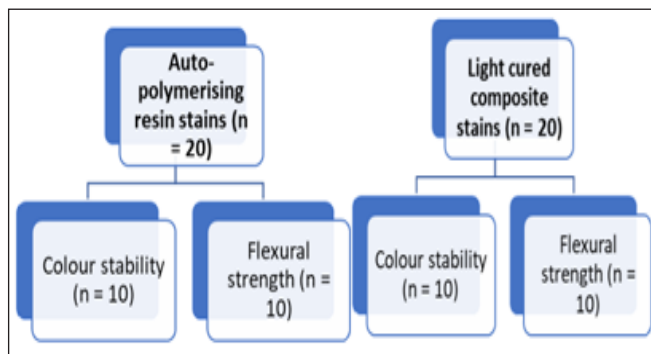 Auto-
polymerising
resin stains (n
= 20)
Light cured
composite
stains (n = 20)
Colour stability
(n = 10)
Flexural
strength (n =
10)
Colour stability
(n = 10)
Flexural
strength (n =
10)